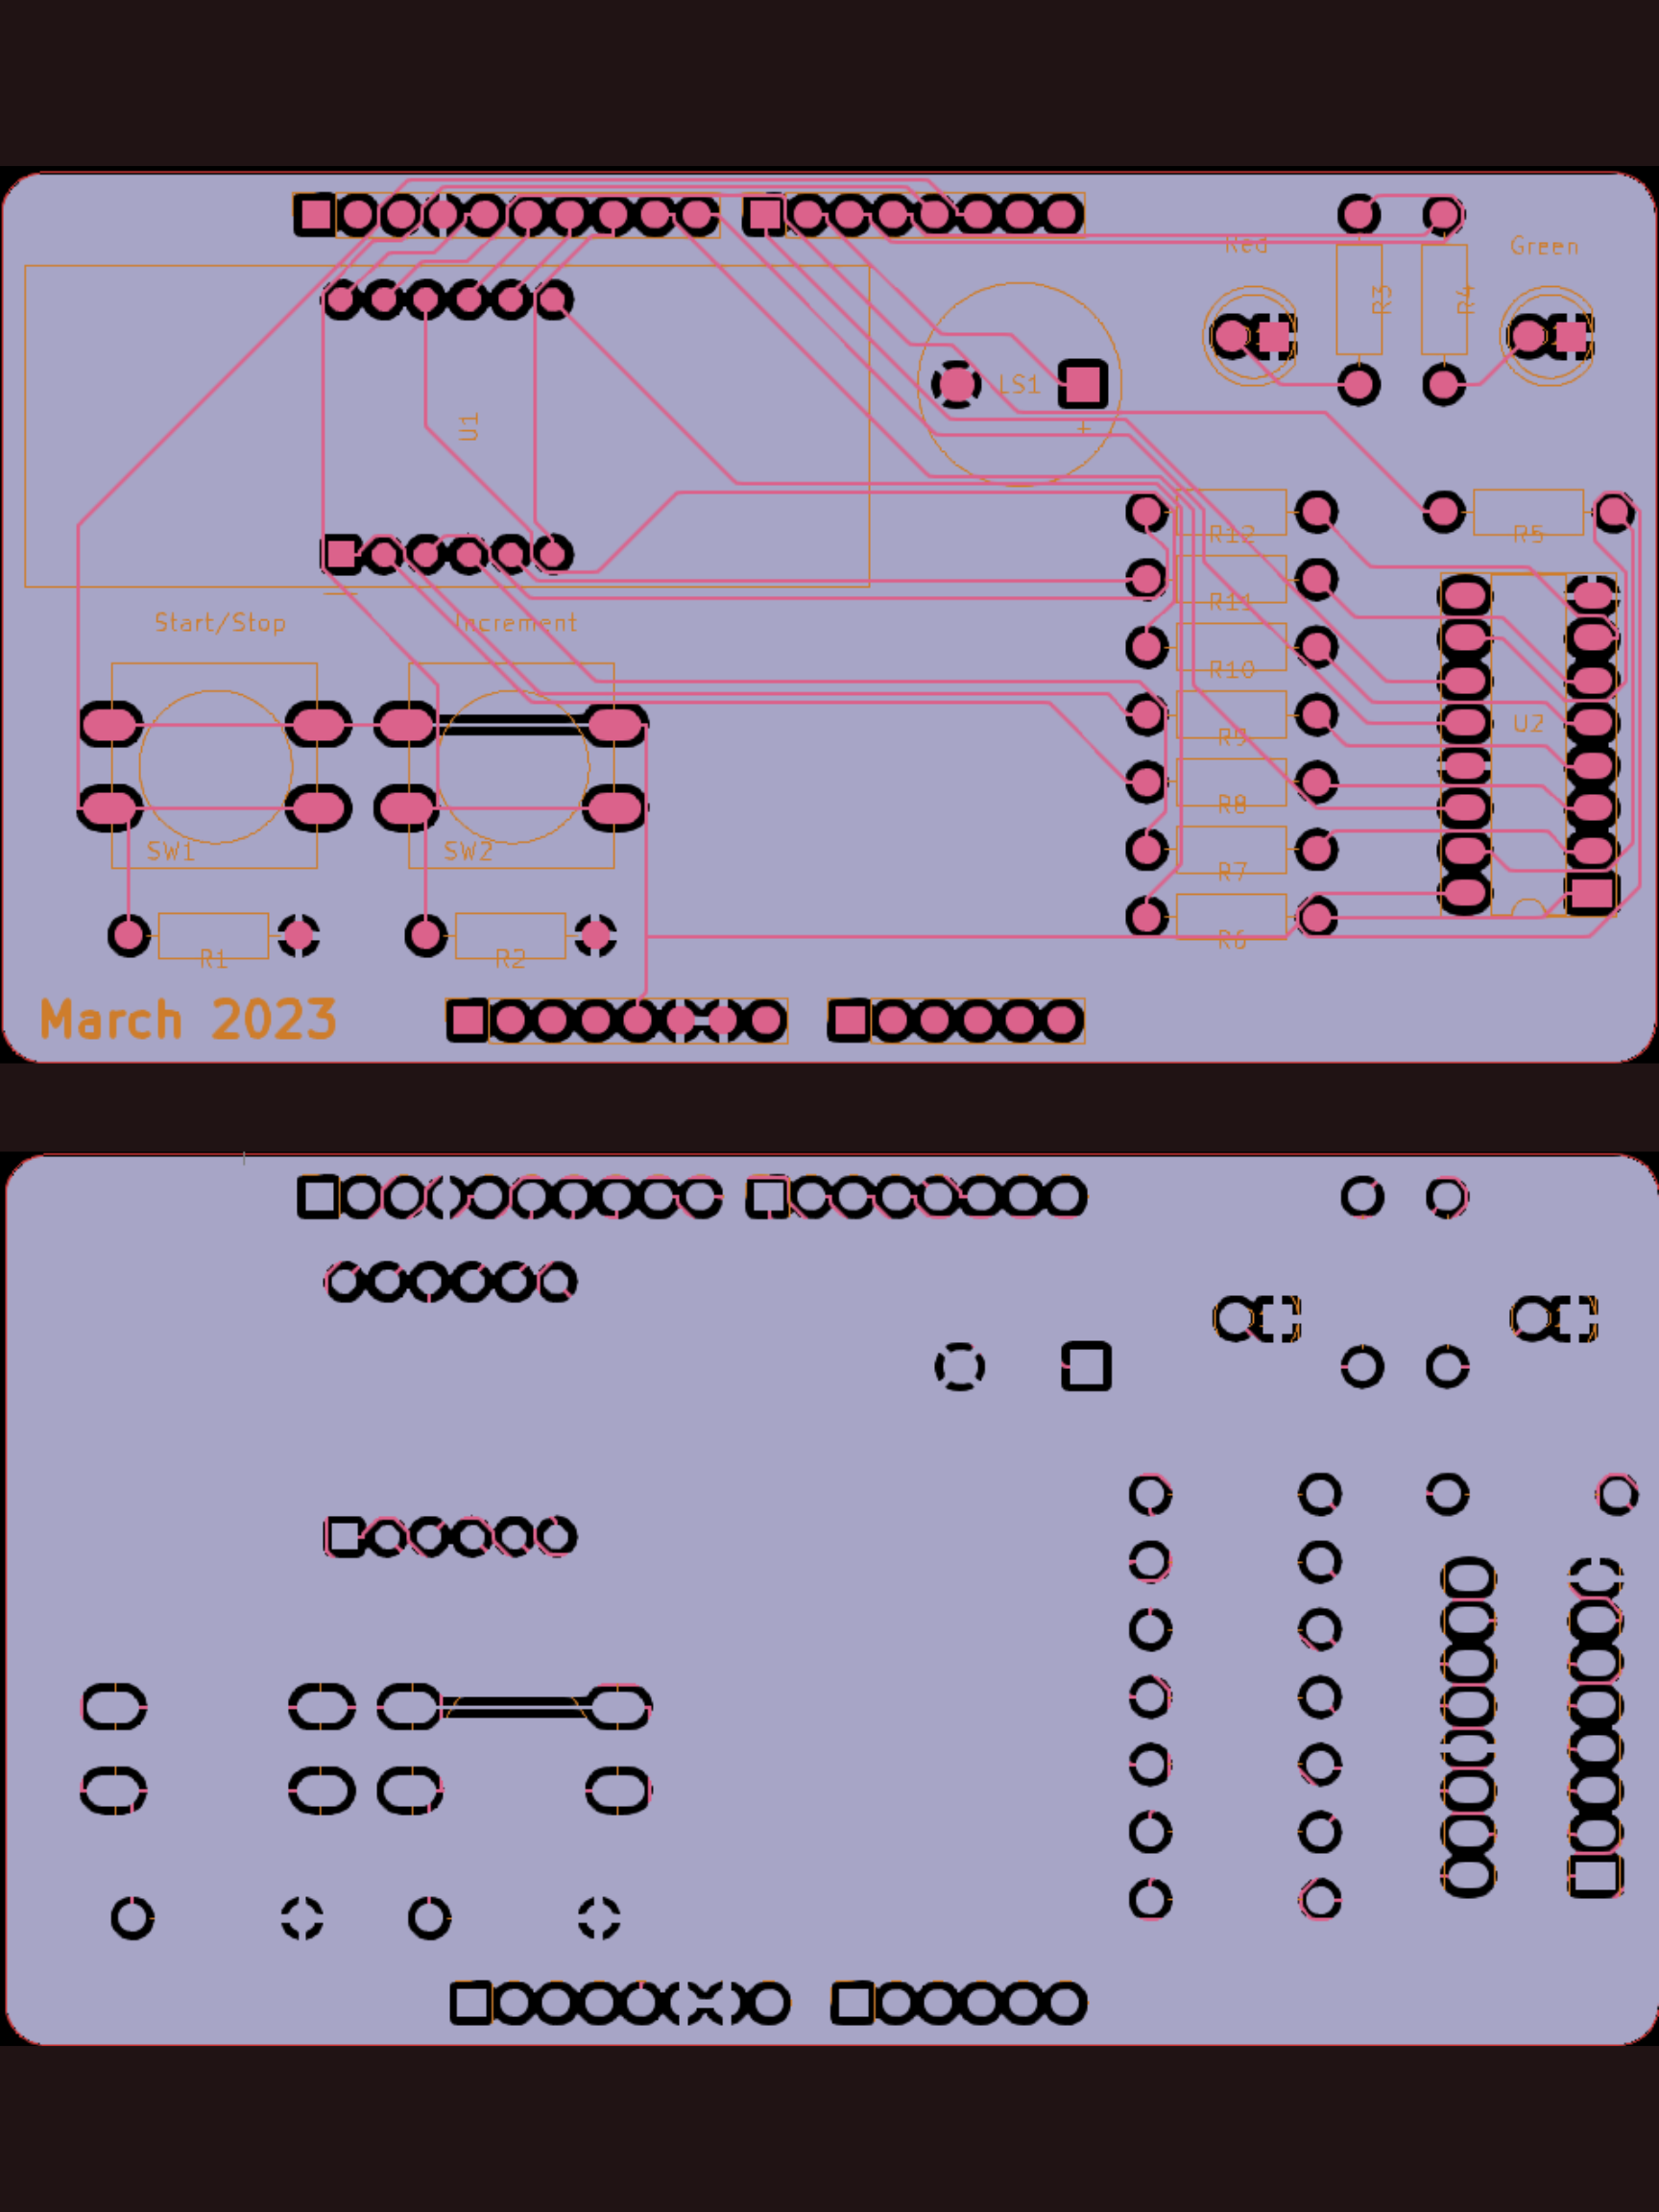 Red
Green
R3
R4
LS1
+
U1
R12
R5
R11
Start/Stop
Increment
R10
U2
R9
R8
SW1
SW2
R7
R6
R1
R2
March 2023